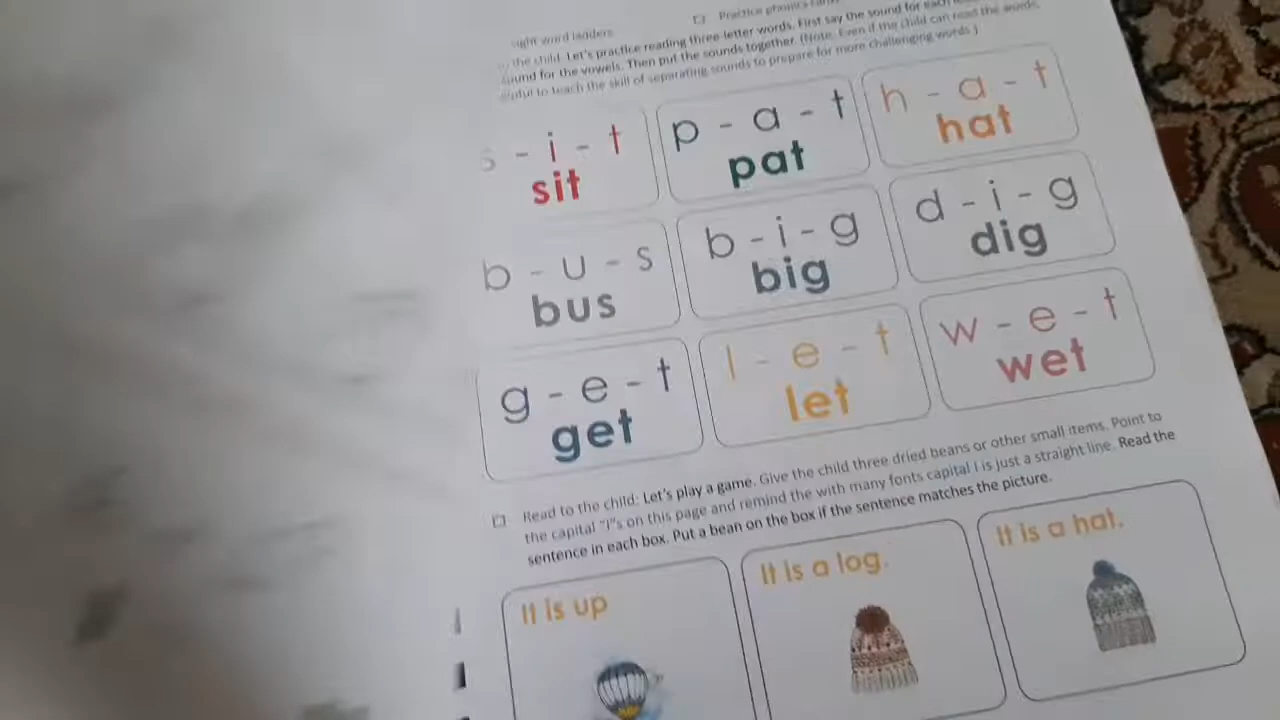 Practice phonics
sight word ladders
the child. Let's practice reading three-letter words. First say the sound for each
sound for the vowels. Then put the sounds together. (Note: Even if the child can read the words,
to teach the skill of separating sounds to prepare for more challenging words.)
s - i - t
sit
p - a - t
pat
h - a - t
hat
b - u - s
bus
b - i - g
big
d - i - g
dig
g - e - t
get
l - e - t
let
w - e - t
wet
Read to the child: Let's play a game. Give the child three dried beans or other small items. Point to
the capital "I"s on this page and remind the with many fonts capital I is just a straight line. Read the
sentence in each box. Put a bean on the box if the sentence matches the picture.
It is up
It is a log.
It is a hat.